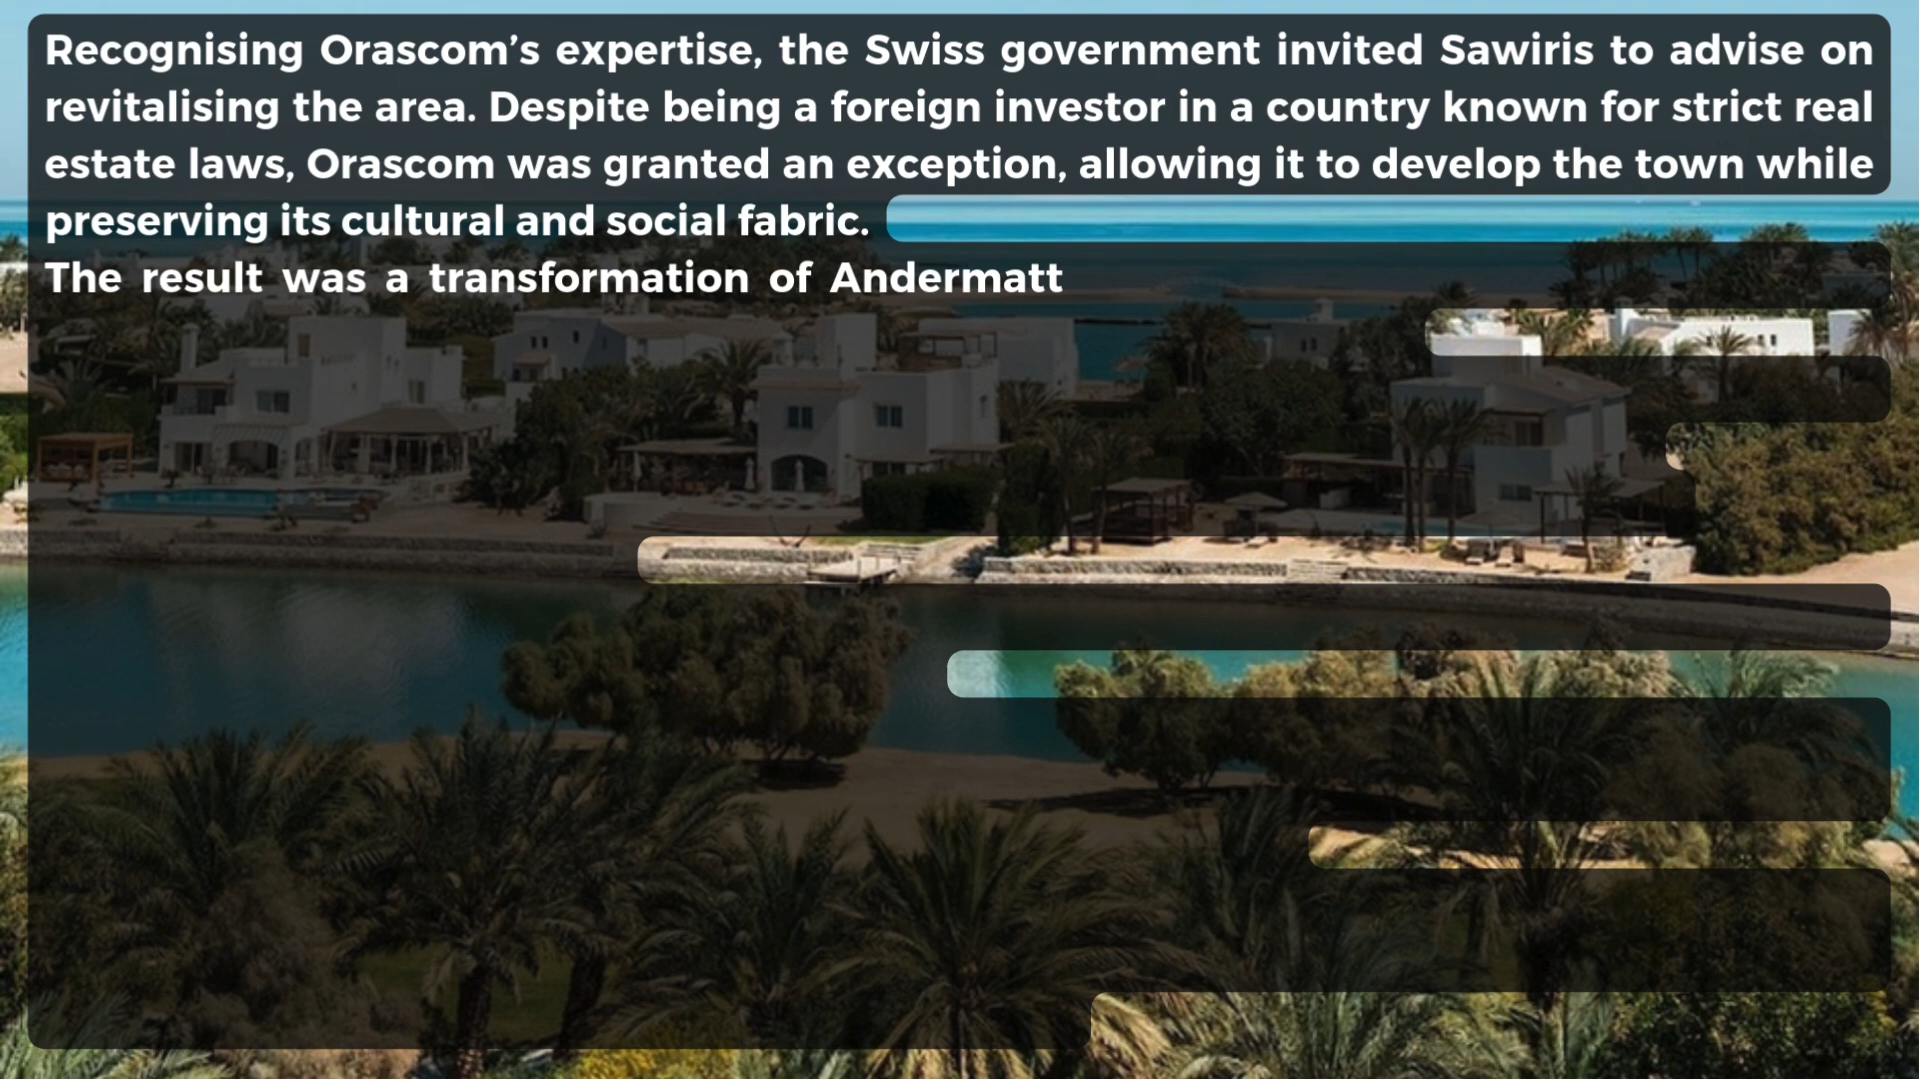 Recognising Orascom’s expertise, the Swiss government invited Sawiris to advise on
revitalising the area. Despite being a foreign investor in a country known for strict real
estate laws, Orascom was granted an exception, allowing it to develop the town while
preserving its cultural and social fabric.
The result was a transformation of Andermatt